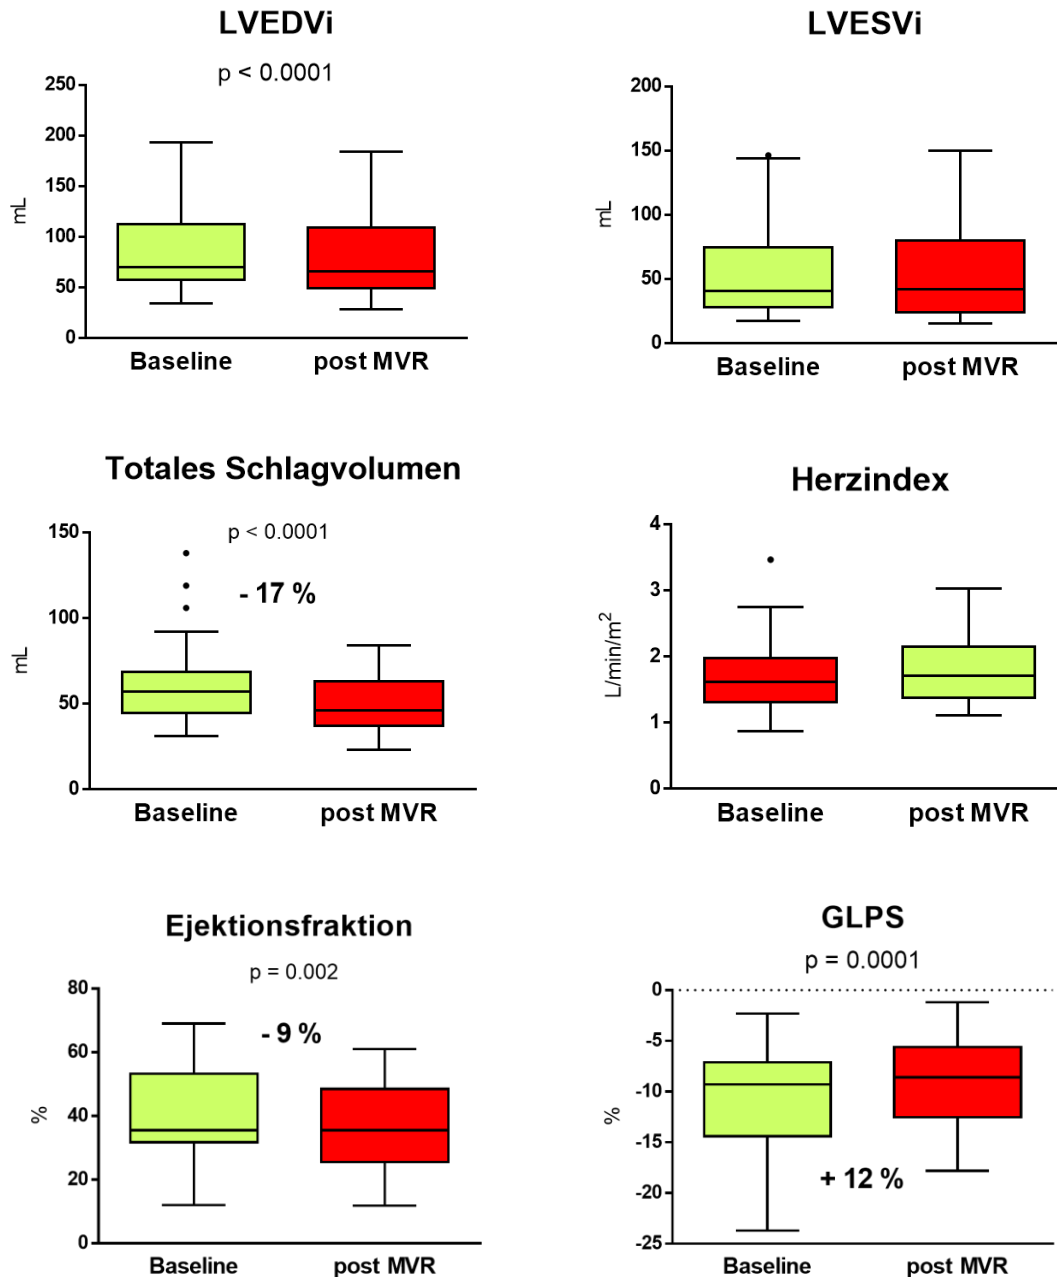 LVEDVi
p < 0.0001
250
200
150
100
50
0
mL
Baseline post MVR
LVESVi
200
150
100
50
0
mL
Baseline post MVR
Totales Schlagvolumen
p < 0.0001
- 17 %
150
100
50
0
mL
Baseline post MVR
Herzindex
4
3
2
1
0
L/min/m²
Baseline post MVR
Ejektionsfraktion
p = 0.002
- 9 %
80
60
40
20
0
%
Baseline post MVR
GLPS
p = 0.0001
0
-5
-10
-15
-20
-25
%
+ 12 %
Baseline post MVR